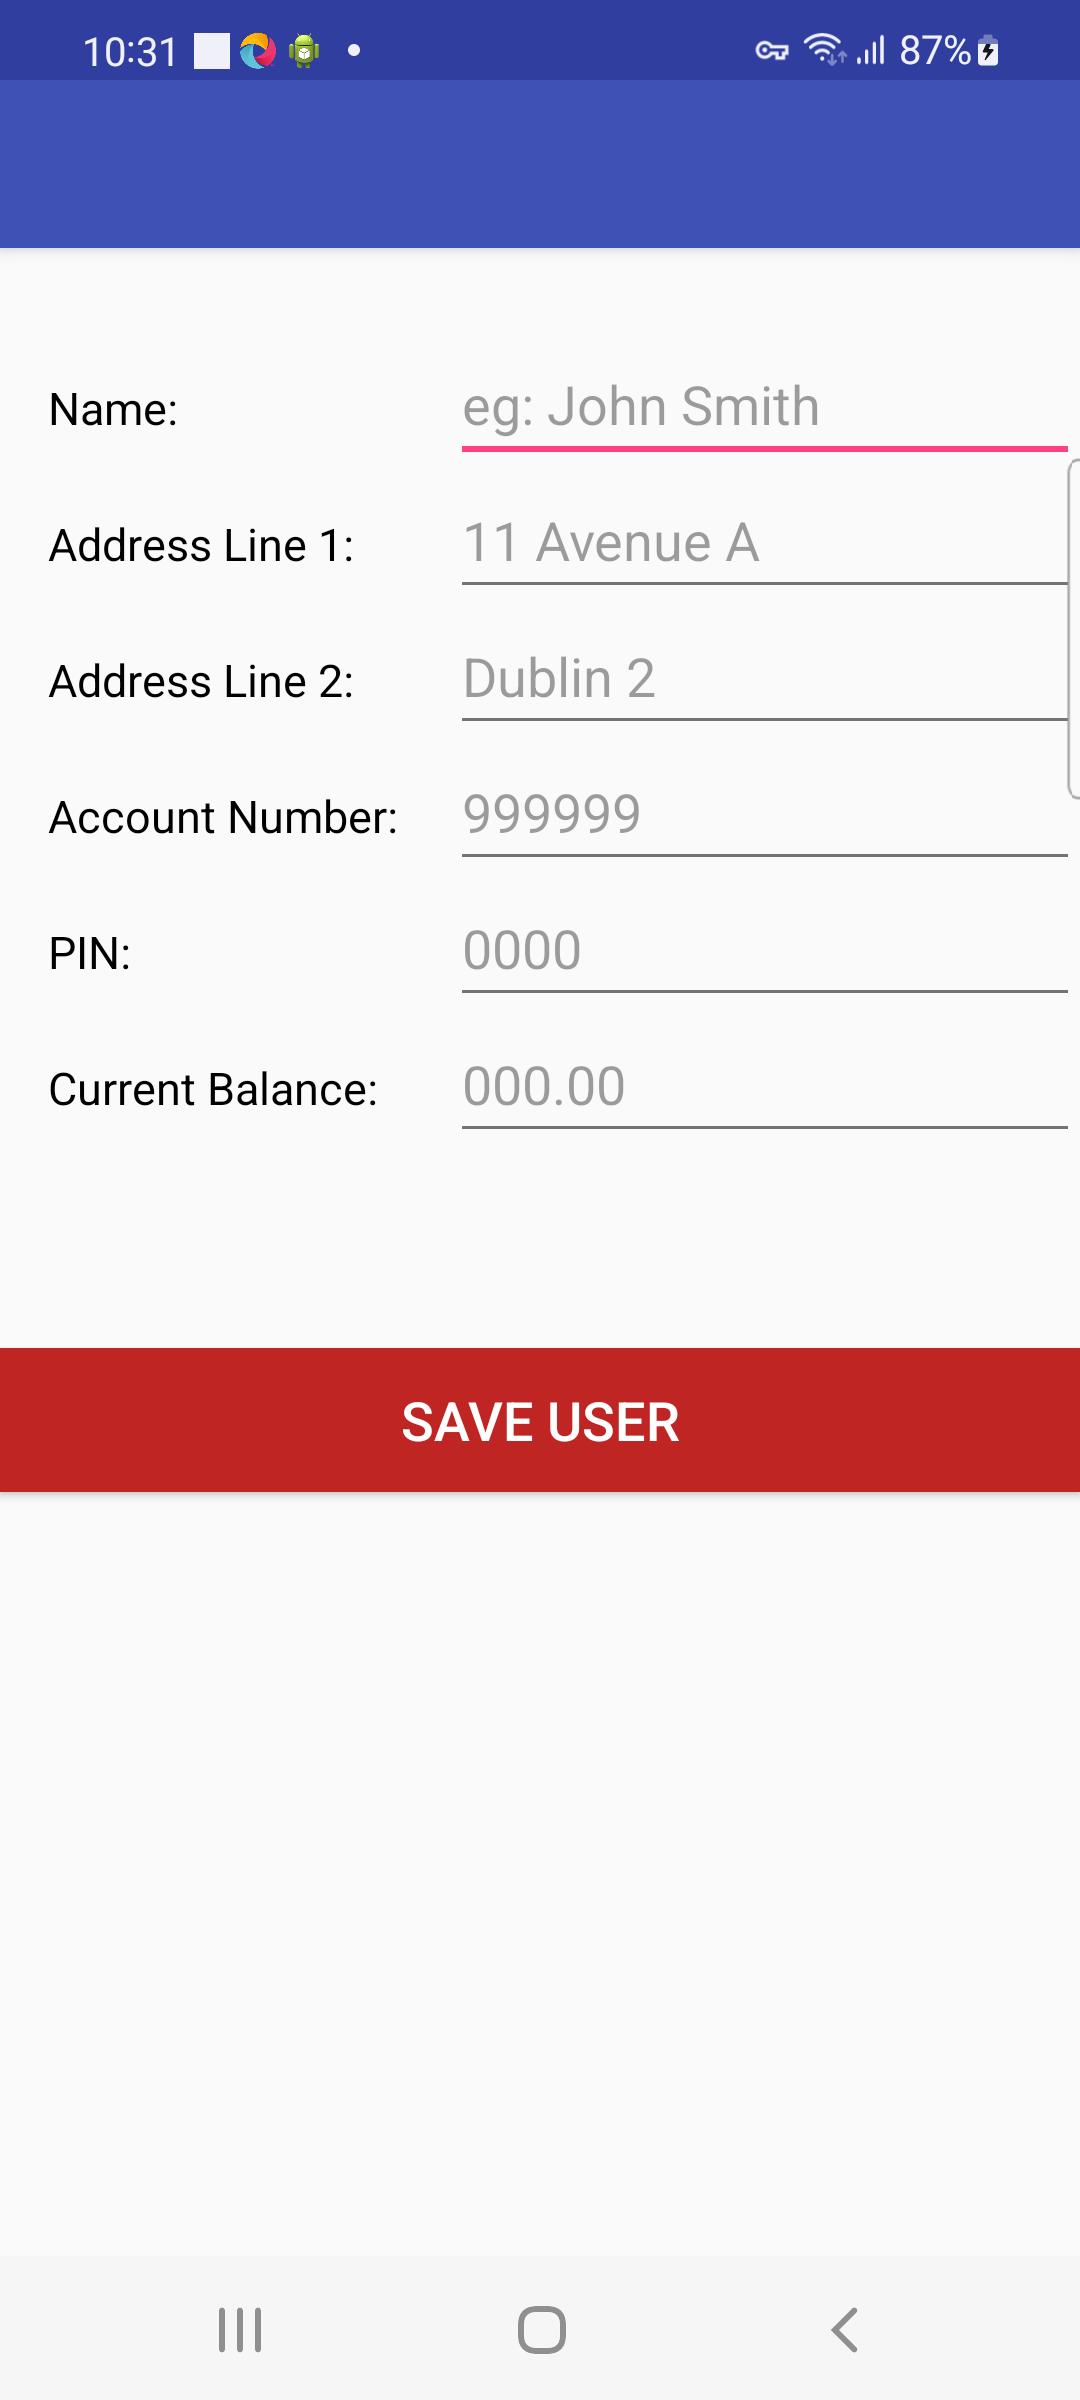 10:31 87%
Name: eg: John Smith
Address Line 1: 11 Avenue A
Address Line 2: Dublin 2
Account Number: 999999
PIN: 0000
Current Balance: 000.00
SAVE USER